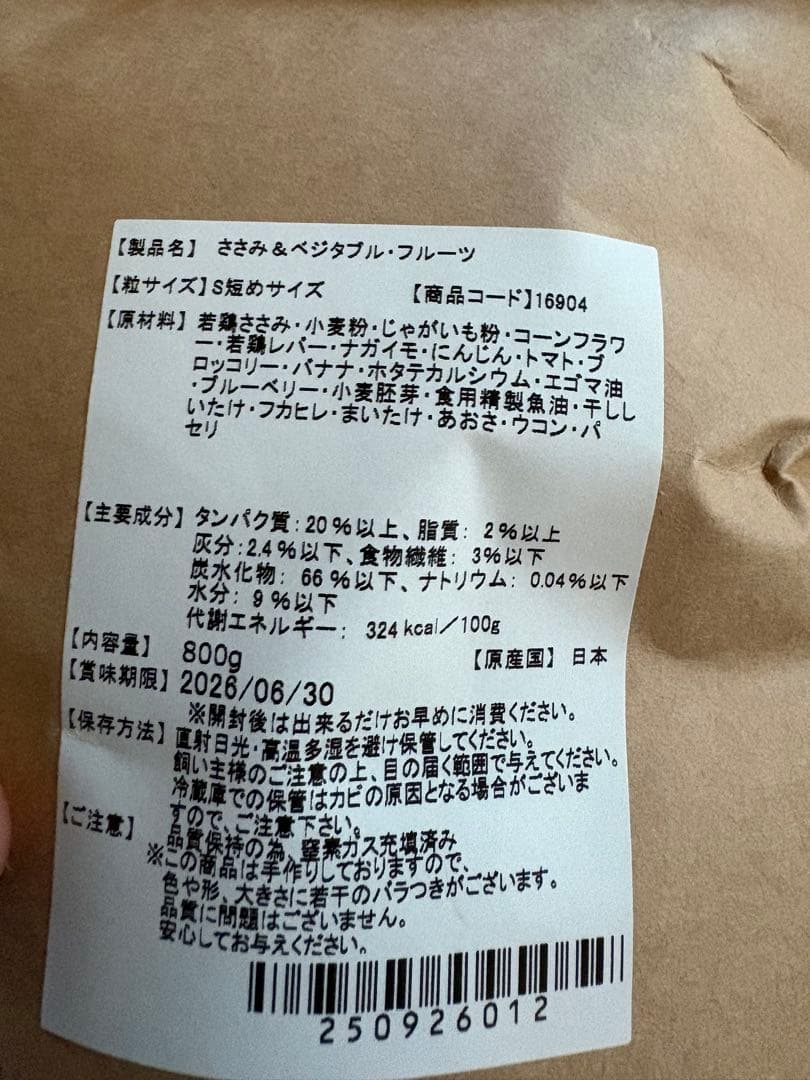 【製品名】 ささみ&ベジタブル・フルーツ
【粒サイズ】S短めサイズ 【商品コード】16904
【原材料】若鶏ささみ・小麦粉・じゃがいも粉・コーンフラワ
ー・若鶏レバー・ナガイモ・にんじん・トマト・ブ
ロッコリー・バナナ・ホタテカルシウム・エゴマ油
・ブルーベリー・小麦胚芽・食用精製魚油・干しし
いたけ・フカヒレ・まいたけ・あおさ・ウコン・パ
セリ
【主要成分】タンパク質:20%以上、脂質: 2%以上
灰分:2.4%以下、食物繊維: 3%以下
炭水化物: 66%以下、ナトリウム: 0.04%以下
水分: 9%以下
代謝エネルギー: 324kcal/100g
【内容量】 800g 【原産国】 日本
【賞味期限】2026/06/30
※開封後は出来るだけお早めに消費ください。
【保存方法】直射日光・高温多湿を避け保管してください。
飼い主様のご注意の上、目の届く範囲で与えてください。
冷蔵庫での保管はカビの原因となる場合がございま
すので、ご注意下さい。
【ご注意】 品質保持の為、窒素ガス充填済み
※この商品は手作りしておりますので、
色や形、大きさに若干のバラつきがございます。
品質に問題はございません。
安心してお与えください。
250926012